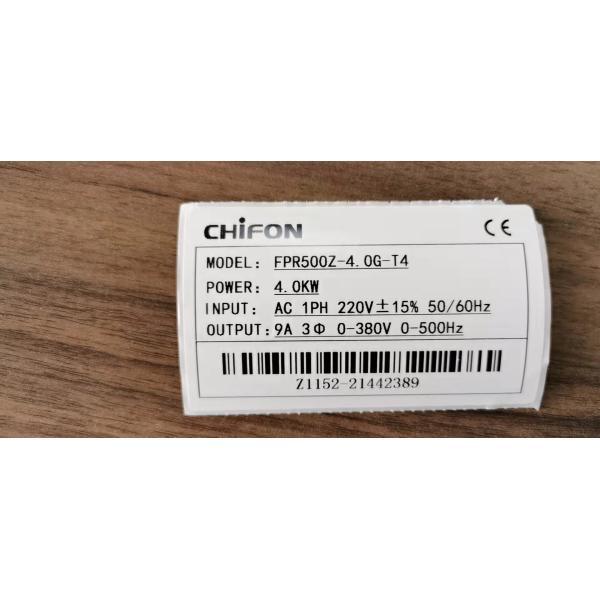 CHiFON CE
MODEL: FPR500Z-4.0G-T4
POWER: 4.0KW
INPUT: AC 1PH 220V±15% 50/60Hz
OUTPUT: 9A 3Φ 0-380V 0-500Hz
Z1152-21442389